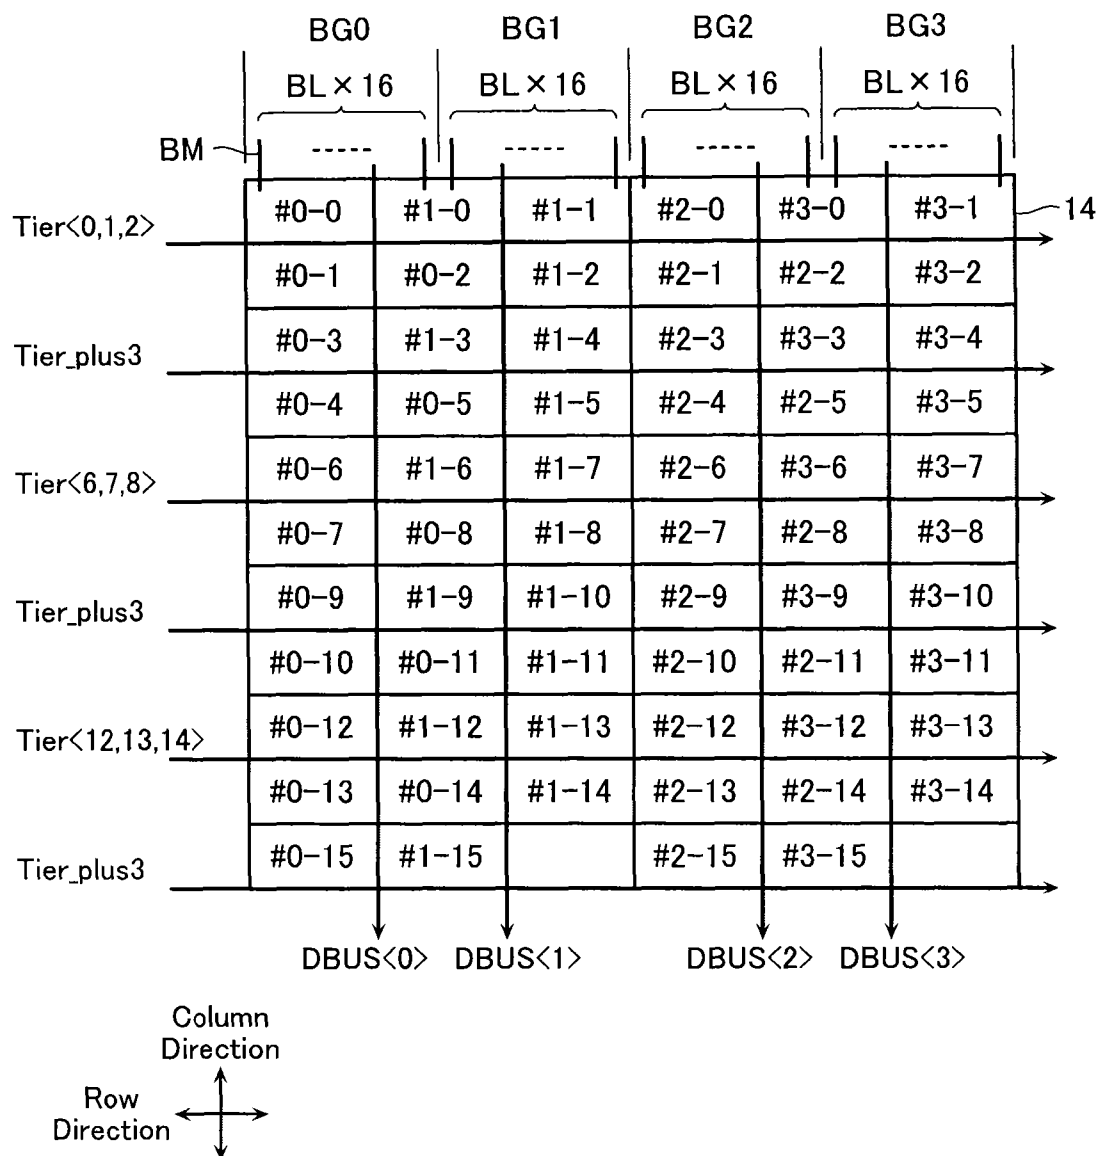 BG0 BG1 BG2 BG3
BL×16 BL×16 BL×16 BL×16
BM ----- ----- ----- -----
Tier<0,1,2> #0-0 #1-0 #1-1 #2-0 #3-0 #3-1 14
#0-1 #0-2 #1-2 #2-1 #2-2 #3-2
Tier_plus3 #0-3 #1-3 #1-4 #2-3 #3-3 #3-4
#0-4 #0-5 #1-5 #2-4 #2-5 #3-5
Tier<6,7,8> #0-6 #1-6 #1-7 #2-6 #3-6 #3-7
#0-7 #0-8 #1-8 #2-7 #2-8 #3-8
Tier_plus3 #0-9 #1-9 #1-10 #2-9 #3-9 #3-10
#0-10 #0-11 #1-11 #2-10 #2-11 #3-11
Tier<12,13,14> #0-12 #1-12 #1-13 #2-12 #3-12 #3-13
#0-13 #0-14 #1-14 #2-13 #2-14 #3-14
Tier_plus3 #0-15 #1-15 #2-15 #3-15
DBUS<0> DBUS<1> DBUS<2> DBUS<3>
Column
Direction
Row
Direction